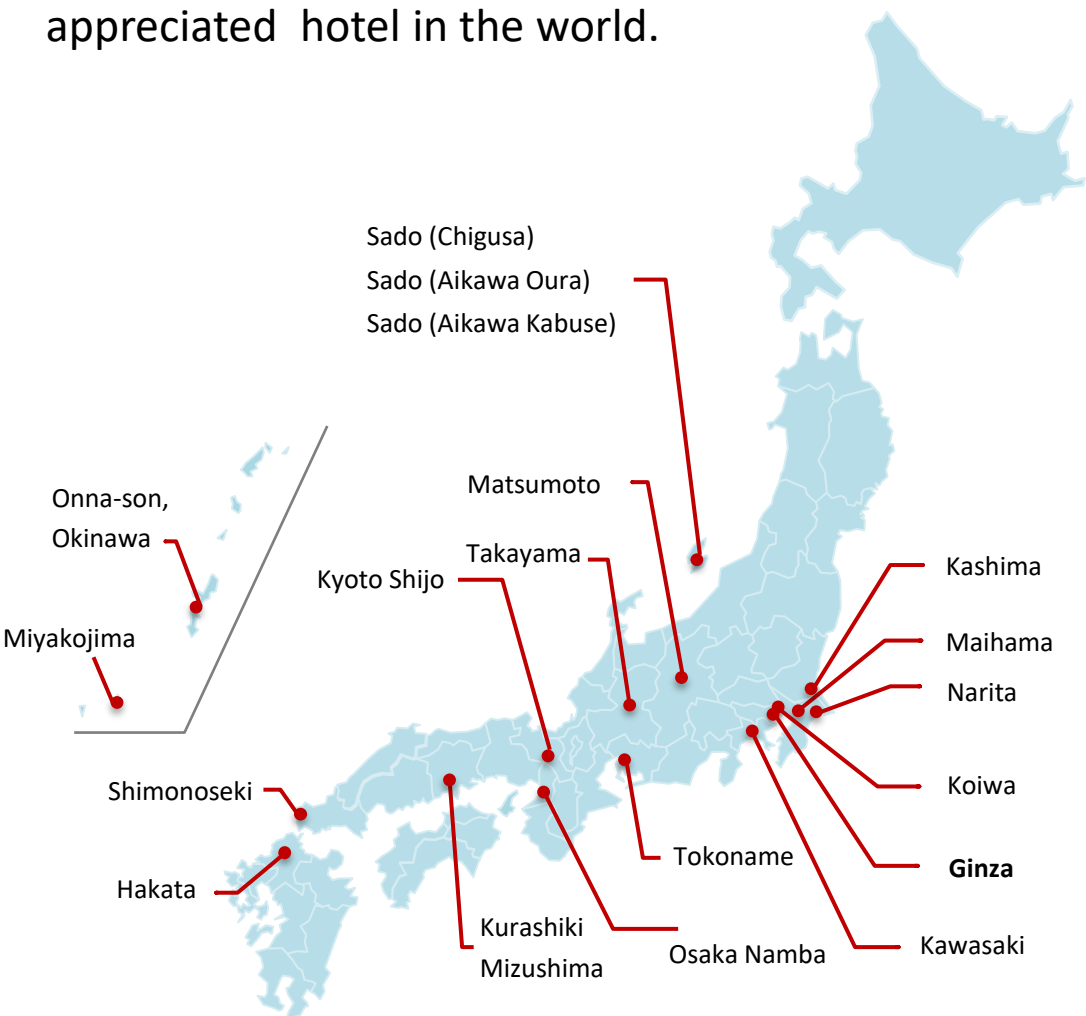 appreciated  hotel in the world.
Sado (Chigusa)
Sado (Aikawa Oura)
Sado (Aikawa Kabuse)
Matsumoto
Onna-son,
Okinawa
Takayama
Kyoto Shijo
Kashima
Miyakojima
Maihama
Narita
Shimonoseki
Koiwa
Tokoname
Ginza
Hakata
Kurashiki
Mizushima
Osaka Namba
Kawasaki